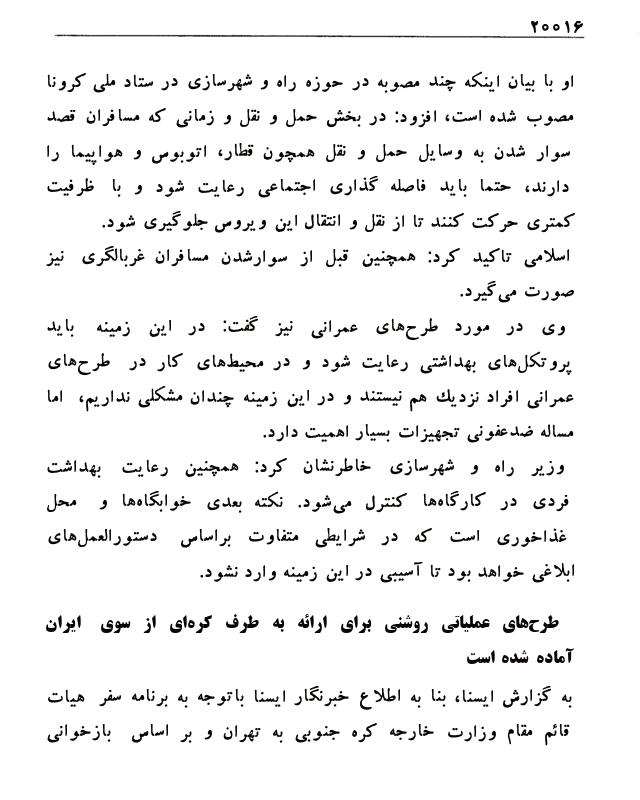 ۲۰۰۱۶
او با بیان اینکه چند مصوبه در حوزه راه و شهرسازی در ستاد ملی کرونا
مصوب شده است، افزود: در بخش حمل و نقل و زمانی که مسافران قصد
سوار شدن به وسایل حمل و نقل همچون قطار، اتوبوس و هواپیما را
دارند، حتما باید فاصله گذاری اجتماعی رعایت شود و با ظرفیت
کمتری حرکت کنند تا از نقل و انتقال این ویروس جلوگیری شود.
اسلامی تاکید کرد: همچنین قبل از سوارشدن مسافران غربالگری نیز
صورت می‌گیرد.
وی در مورد طرح‌های عمرانی نیز گفت: در این زمینه باید
پروتکل‌های بهداشتی رعایت شود و در محیط‌های کار در طرح‌های
عمرانی افراد نزدیك هم نیستند و در این زمینه چندان مشکلی نداریم، اما
مساله ضدعفونی تجهیزات بسیار اهمیت دارد.
وزیر راه و شهرسازی خاطرنشان کرد: همچنین رعایت بهداشت
فردی در کارگاه‌ها کنترل می‌شود. نکته بعدی خوابگاه‌ها و محل
غذاخوری است که در شرایطی متفاوت براساس دستورالعمل‌های
ابلاغی خواهد بود تا آسیبی در این زمینه وارد نشود.
طرح‌های عملیاتی روشنی برای ارائه به طرف کره‌ای از سوی ایران
آماده شده است
به گزارش ایسنا، بنا به اطلاع خبرنگار ایسنا باتوجه به برنامه سفر هیات
قائم مقام وزارت خارجه کره جنوبی به تهران و بر اساس بازخوانی